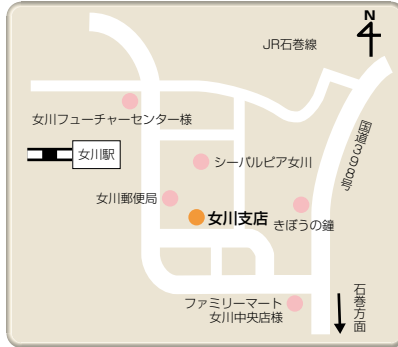 N
JR石巻線
女川フューチャーセンター様
国道398号
女川駅
シーパルピア女川
女川郵便局
女川支店
きぼうの鐘
石巻方面
ファミリーマート
女川中央店様